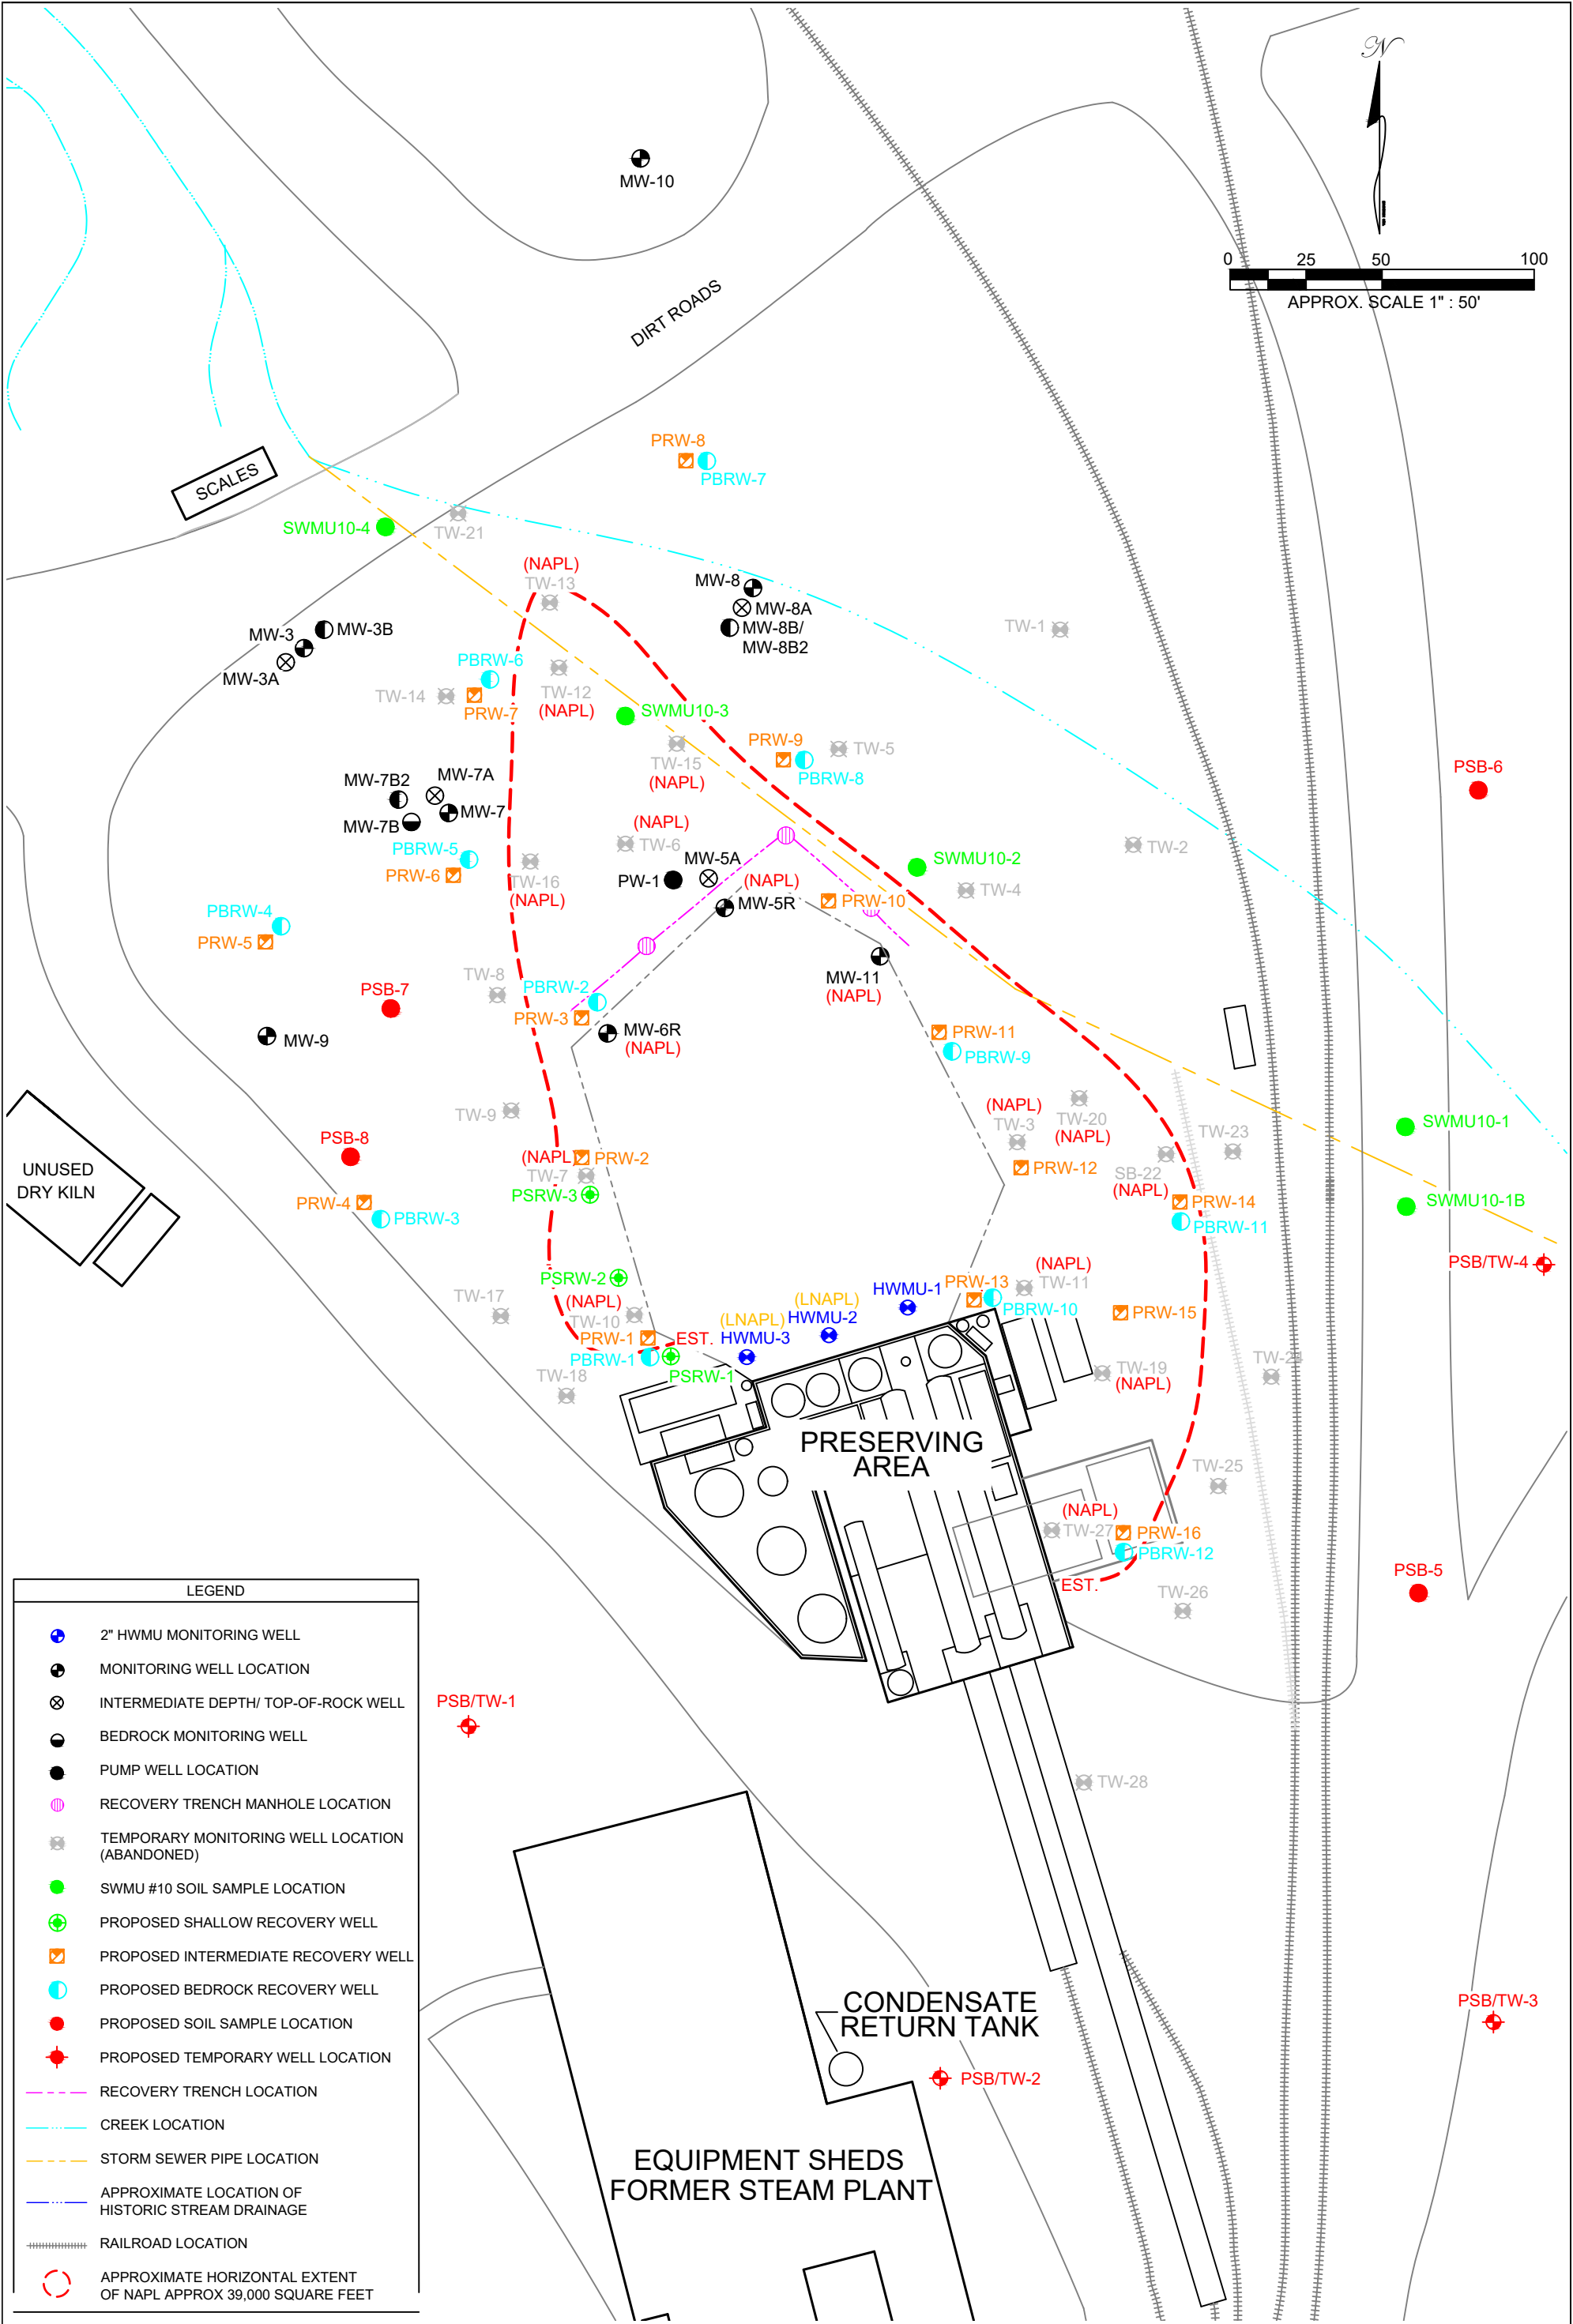 N
MW-10
0 25 50 100
APPROX. SCALE 1" : 50'
DIRT ROADS
PRW-8
PBRW-7
SCALES
SWMU10-4
TW-21
(NAPL)
TW-13
MW-8
MW-8A
MW-8B/
MW-8B2
TW-1
MW-3B
MW-3
MW-3A
PBRW-6
TW-14
PRW-7
TW-12
(NAPL)
SWMU10-3
TW-15
(NAPL)
PRW-9
TW-5
PBRW-8
PSB-6
MW-7B2
MW-7A
MW-7
MW-7B
(NAPL)
TW-6
TW-2
PBRW-5
PRW-6
TW-16
(NAPL)
MW-5A
PW-1
(NAPL)
MW-5R
SWMU10-2
TW-4
PRW-10
PBRW-4
PRW-5
MW-11
(NAPL)
TW-8
PBRW-2
PSB-7
PRW-3
MW-9
MW-6R
(NAPL)
PRW-11
PBRW-9
TW-9
(NAPL)
TW-3
TW-20
(NAPL)
TW-23
SWMU10-1
PSB-8
UNUSED
DRY KILN
(NAPL)
PRW-2
TW-7
PSRW-3
PRW-12
SB-22
(NAPL)
PRW-14
SWMU10-1B
PRW-4
PBRW-3
PBRW-11
PSB/TW-4
PSRW-2
(NAPL)
TW-17
TW-10
PRW-1
EST.
PBRW-1
PSRW-1
TW-18
(LNAPL)
HWMU-3
(LNAPL)
HWMU-2
HWMU-1
PRW-13
(NAPL)
TW-11
PBRW-10
PRW-15
TW-19
(NAPL)
TW-24
PRESERVING
AREA
TW-25
(NAPL)
TW-27
PRW-16
PBRW-12
EST.
TW-26
PSB-5
PSB/TW-1
TW-28
CONDENSATE
RETURN TANK
PSB/TW-2
PSB/TW-3
EQUIPMENT SHEDS
FORMER STEAM PLANT
LEGEND
2" HWMU MONITORING WELL
MONITORING WELL LOCATION
INTERMEDIATE DEPTH/ TOP-OF-ROCK WELL
BEDROCK MONITORING WELL
PUMP WELL LOCATION
RECOVERY TRENCH MANHOLE LOCATION
TEMPORARY MONITORING WELL LOCATION
(ABANDONED)
SWMU #10 SOIL SAMPLE LOCATION
PROPOSED SHALLOW RECOVERY WELL
PROPOSED INTERMEDIATE RECOVERY WELL
PROPOSED BEDROCK RECOVERY WELL
PROPOSED SOIL SAMPLE LOCATION
PROPOSED TEMPORARY WELL LOCATION
RECOVERY TRENCH LOCATION
CREEK LOCATION
STORM SEWER PIPE LOCATION
APPROXIMATE LOCATION OF
HISTORIC STREAM DRAINAGE
RAILROAD LOCATION
APPROXIMATE HORIZONTAL EXTENT
OF NAPL APPROX 39,000 SQUARE FEET